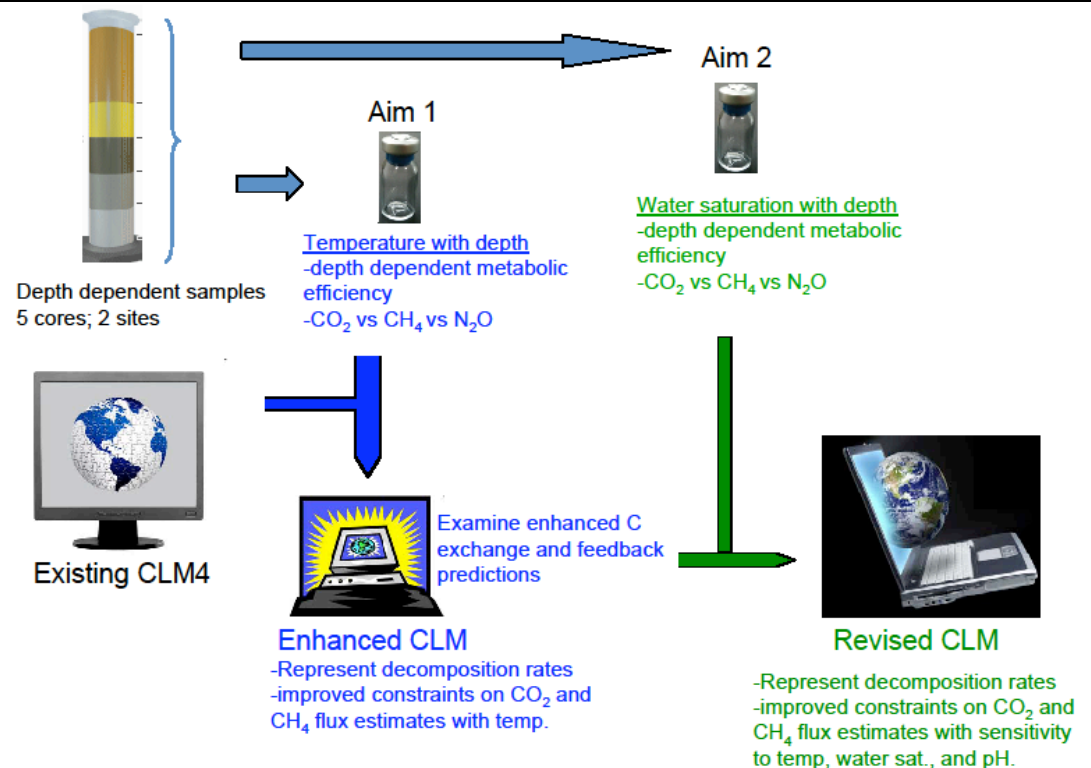 Aim 2
Aim 1
Water saturation with depth
-depth dependent metabolic
efficiency
-CO₂ vs CH₄ vs N₂O
Temperature with depth
-depth dependent metabolic
efficiency
-CO₂ vs CH₄ vs N₂O
Depth dependent samples
5 cores; 2 sites
Existing CLM4
Examine enhanced C
exchange and feedback
predictions
Enhanced CLM
-Represent decomposition rates
-improved constraints on CO₂ and
CH₄ flux estimates with temp.
Revised CLM
-Represent decomposition rates
-improved constraints on CO₂ and
CH₄ flux estimates with sensitivity
to temp, water sat., and pH.